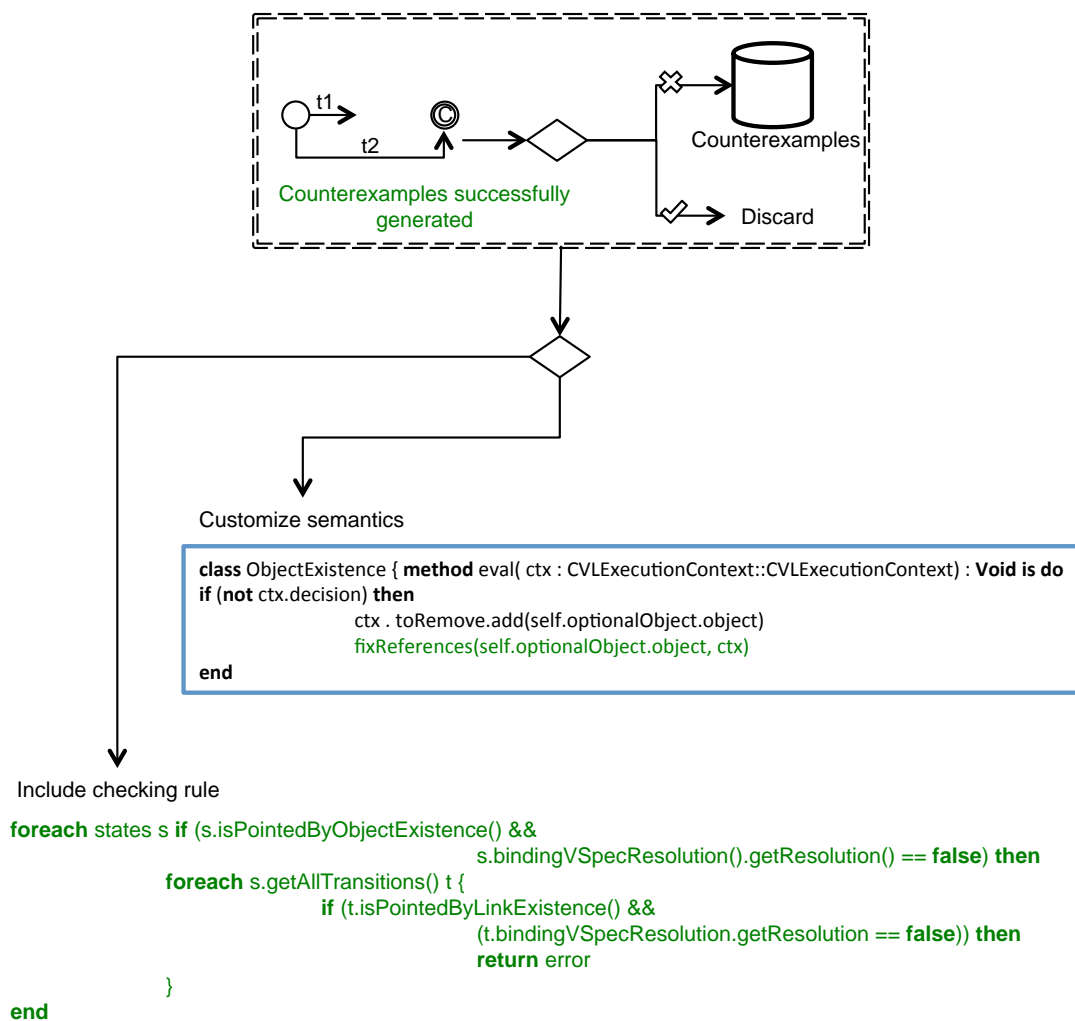 t1
C
t2
Counterexamples
Counterexamples successfully
generated
Discard
Customize semantics
class ObjectExistence { method eval( ctx : CVLExecutionContext::CVLExecutionContext) : Void is do
if (not ctx.decision) then
ctx . toRemove.add(self.optionalObject.object)
fixReferences(self.optionalObject.object, ctx)
end
Include checking rule
foreach states s if (s.isPointedByObjectExistence() &&
s.bindingVSpecResolution().getResolution() == false) then
foreach s.getAllTransitions() t {
if (t.isPointedByLinkExistence() &&
(t.bindingVSpecResolution.getResolution == false)) then
return error
}
end